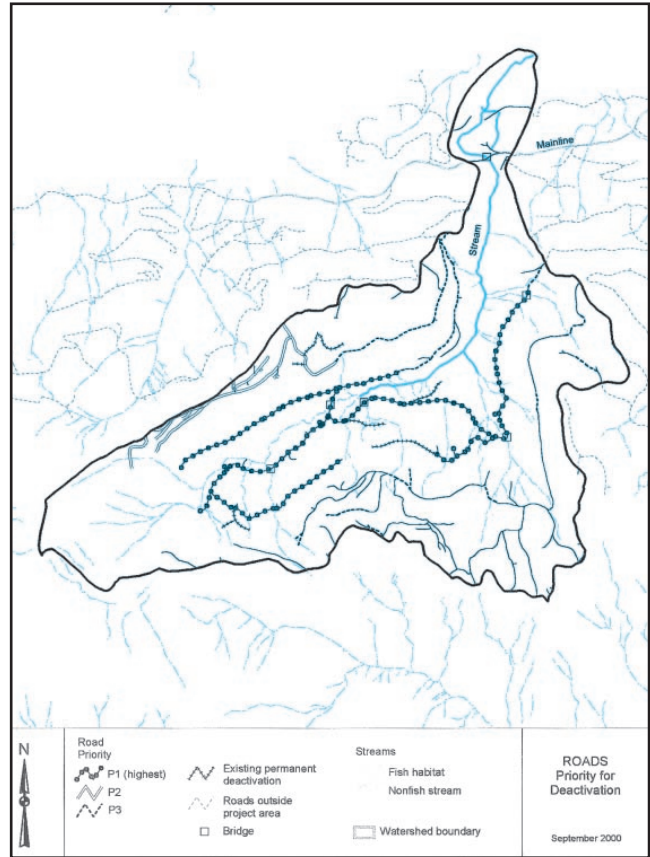 Mainline
Stream
N
Road
Priority
P1 (highest)
P2
P3
Existing permanent
deactivation
Roads outside
project area
Bridge
Streams
Fish habitat
Nonfish stream
Watershed boundary
ROADS
Priority for
Deactivation
September 2000